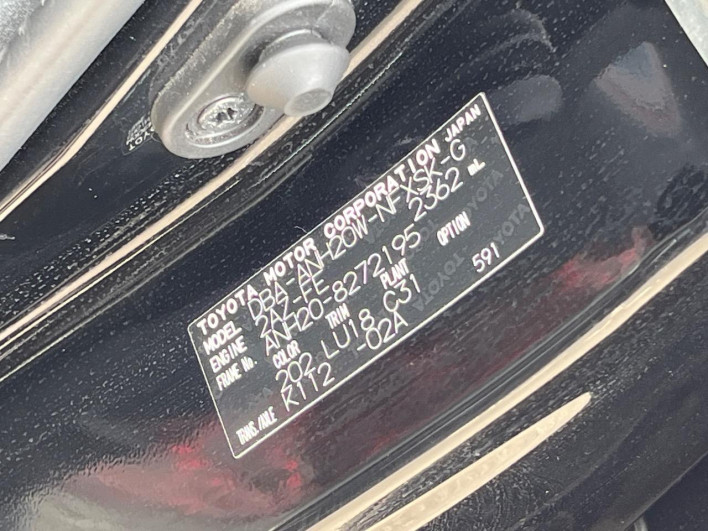 TOYOTA MOTOR CORPORATION JAPAN
MODEL DBA-ANH20W-NFXSK-G
ENGINE 2AZ-FE 2362 mL
FRAME No. ANH20-8272195
COLOR TRIM PLANT OPTION
202 LU18 C31 591
TRNS./AXLE K112 -02A